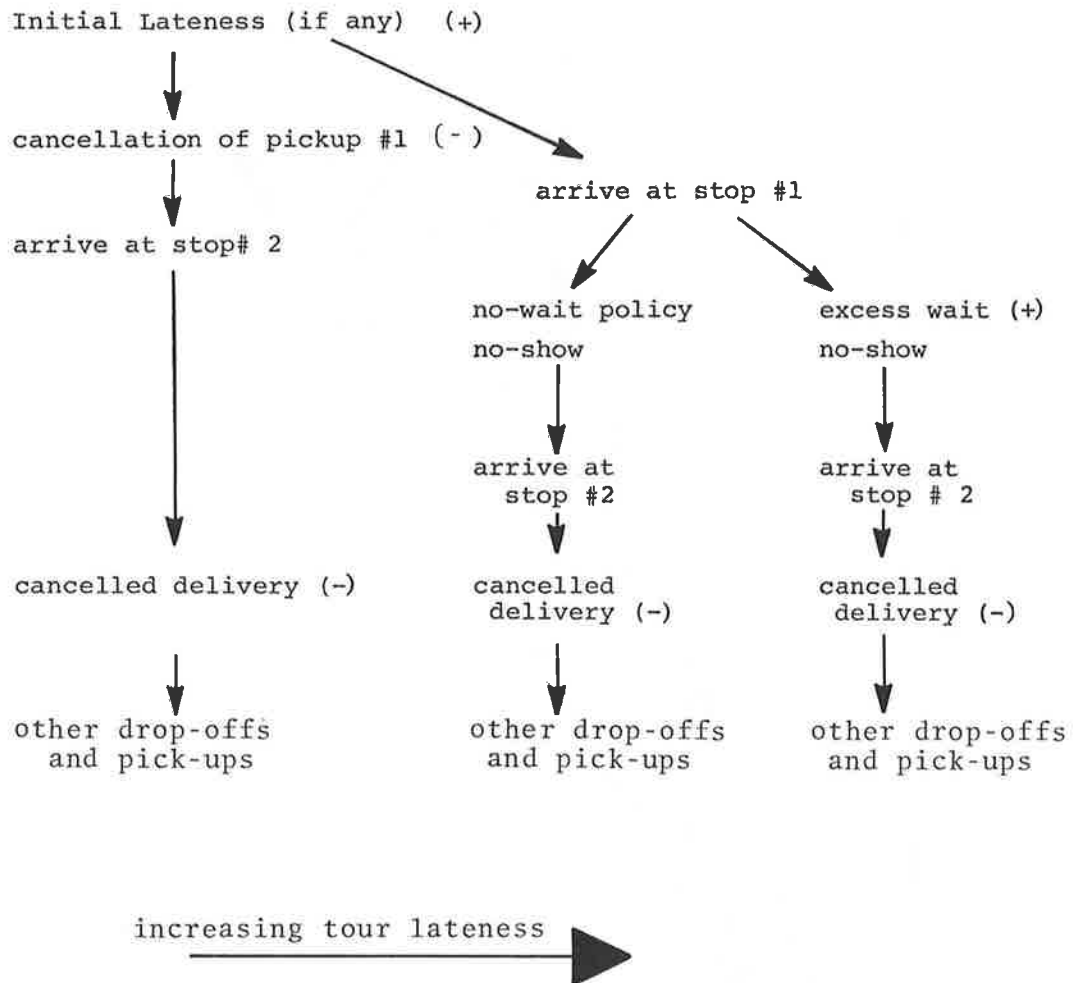 Initial Lateness (if any) (+)
cancellation of pickup #1 (-)
arrive at stop #1
arrive at stop# 2
no-wait policy
no-show
excess wait (+)
no-show
arrive at
stop #2
arrive at
stop # 2
cancelled delivery (-)
cancelled
delivery (-)
cancelled
delivery (-)
other drop-offs
and pick-ups
other drop-offs
and pick-ups
other drop-offs
and pick-ups
increasing tour lateness